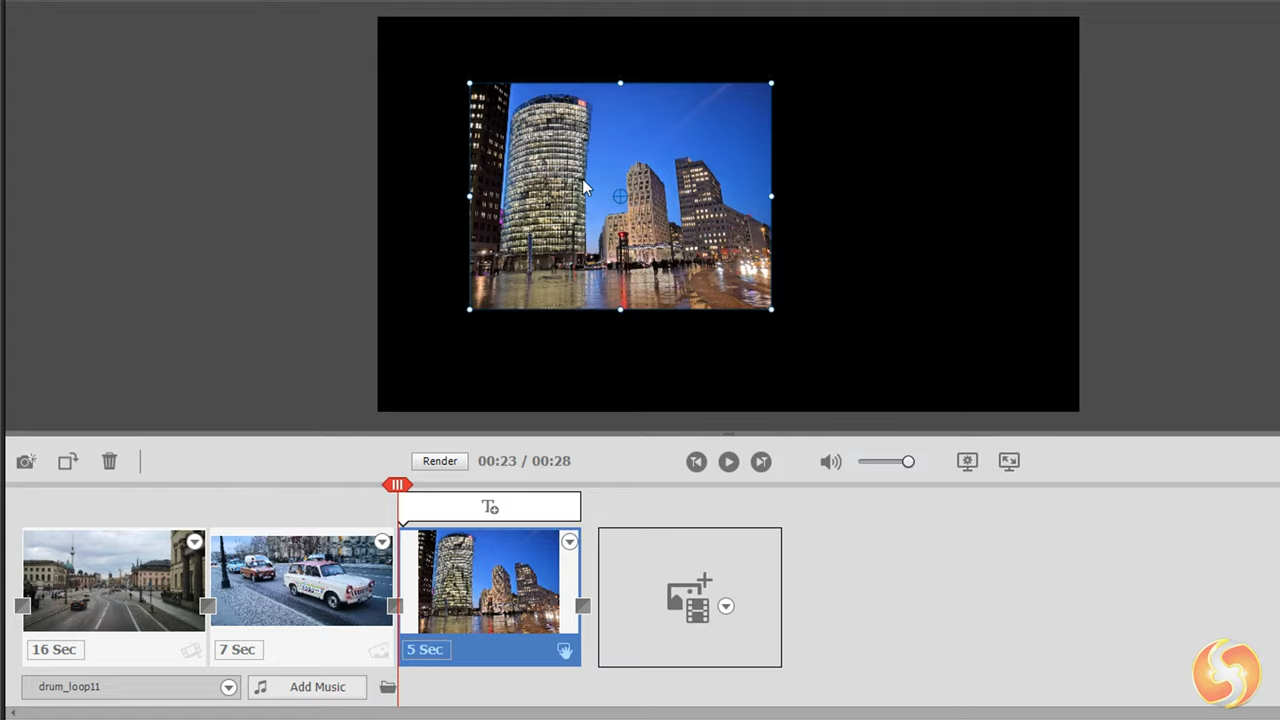 Render
00:23 / 00:28
T
16 Sec
7 Sec
5 Sec
drum_loop11
Add Music